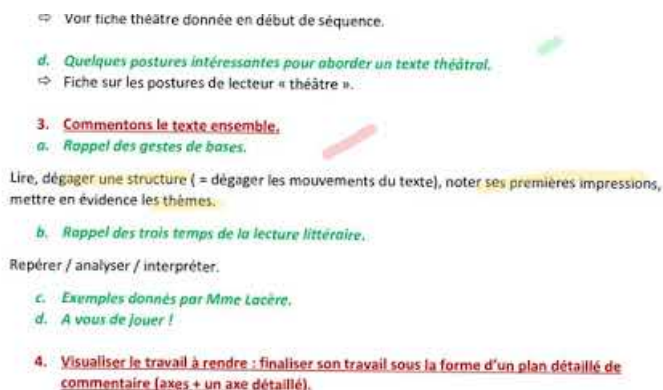 ⇨ Voir fiche théâtre donnée en début de séquence.
d. Quelques postures intéressantes pour aborder un texte théâtral.
⇨ Fiche sur les postures de lecteur « théâtre ».
3. Commentons le texte ensemble.
a. Rappel des gestes de bases.
Lire, dégager une structure ( = dégager les mouvements du texte), noter ses premières impressions,
mettre en évidence les thèmes.
b. Rappel des trois temps de la lecture littéraire.
Repérer / analyser / interpréter.
c. Exemples donnés par Mme Lacère.
d. A vous de jouer !
4. Visualiser le travail à rendre : finaliser son travail sous la forme d'un plan détaillé de
commentaire (axes + un axe détaillé).